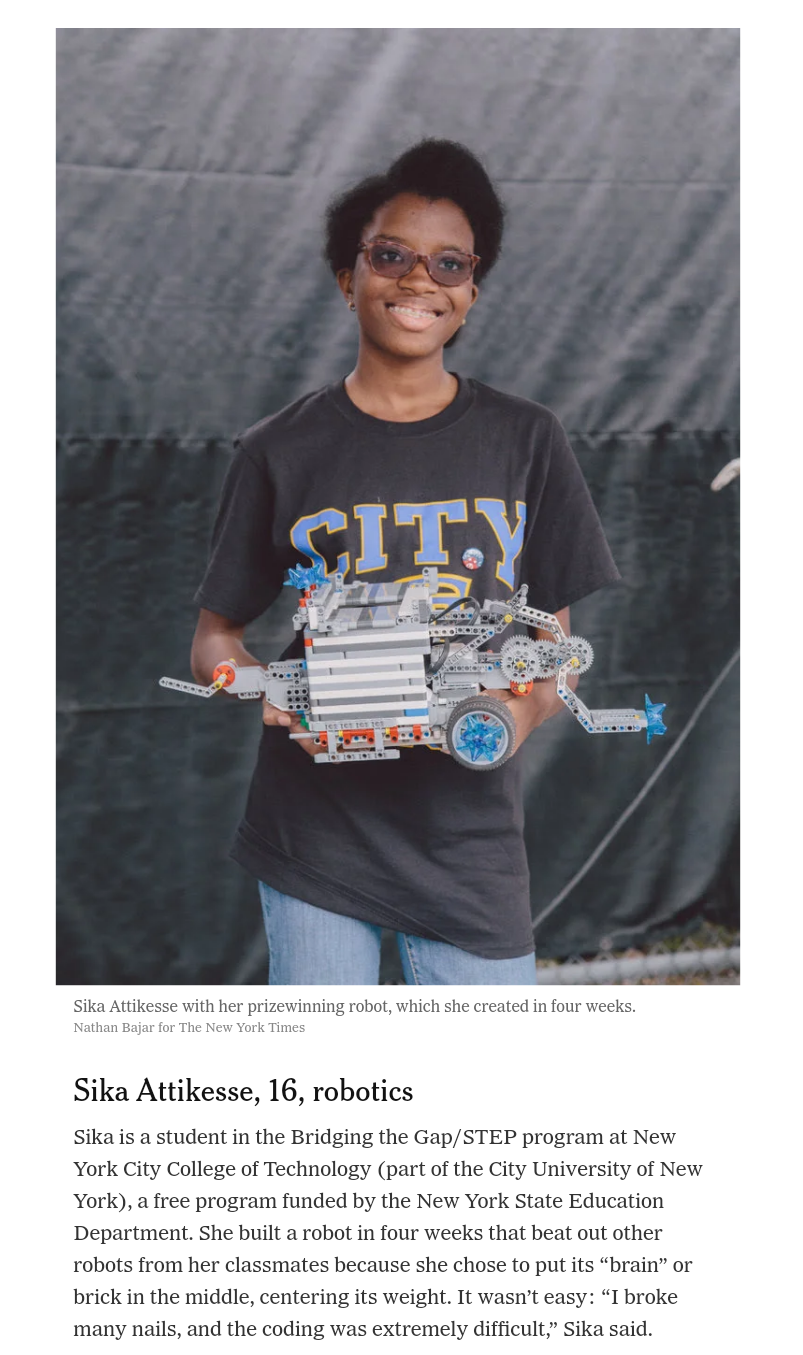 CITY
Sika Attikesse with her prizewinning robot, which she created in four weeks.
Nathan Bajar for The New York Times
Sika Attikesse, 16, robotics
Sika is a student in the Bridging the Gap/STEP program at New
York City College of Technology (part of the City University of New
York), a free program funded by the New York State Education
Department. She built a robot in four weeks that beat out other
robots from her classmates because she chose to put its “brain” or
brick in the middle, centering its weight. It wasn’t easy: “I broke
many nails, and the coding was extremely difficult,” Sika said.